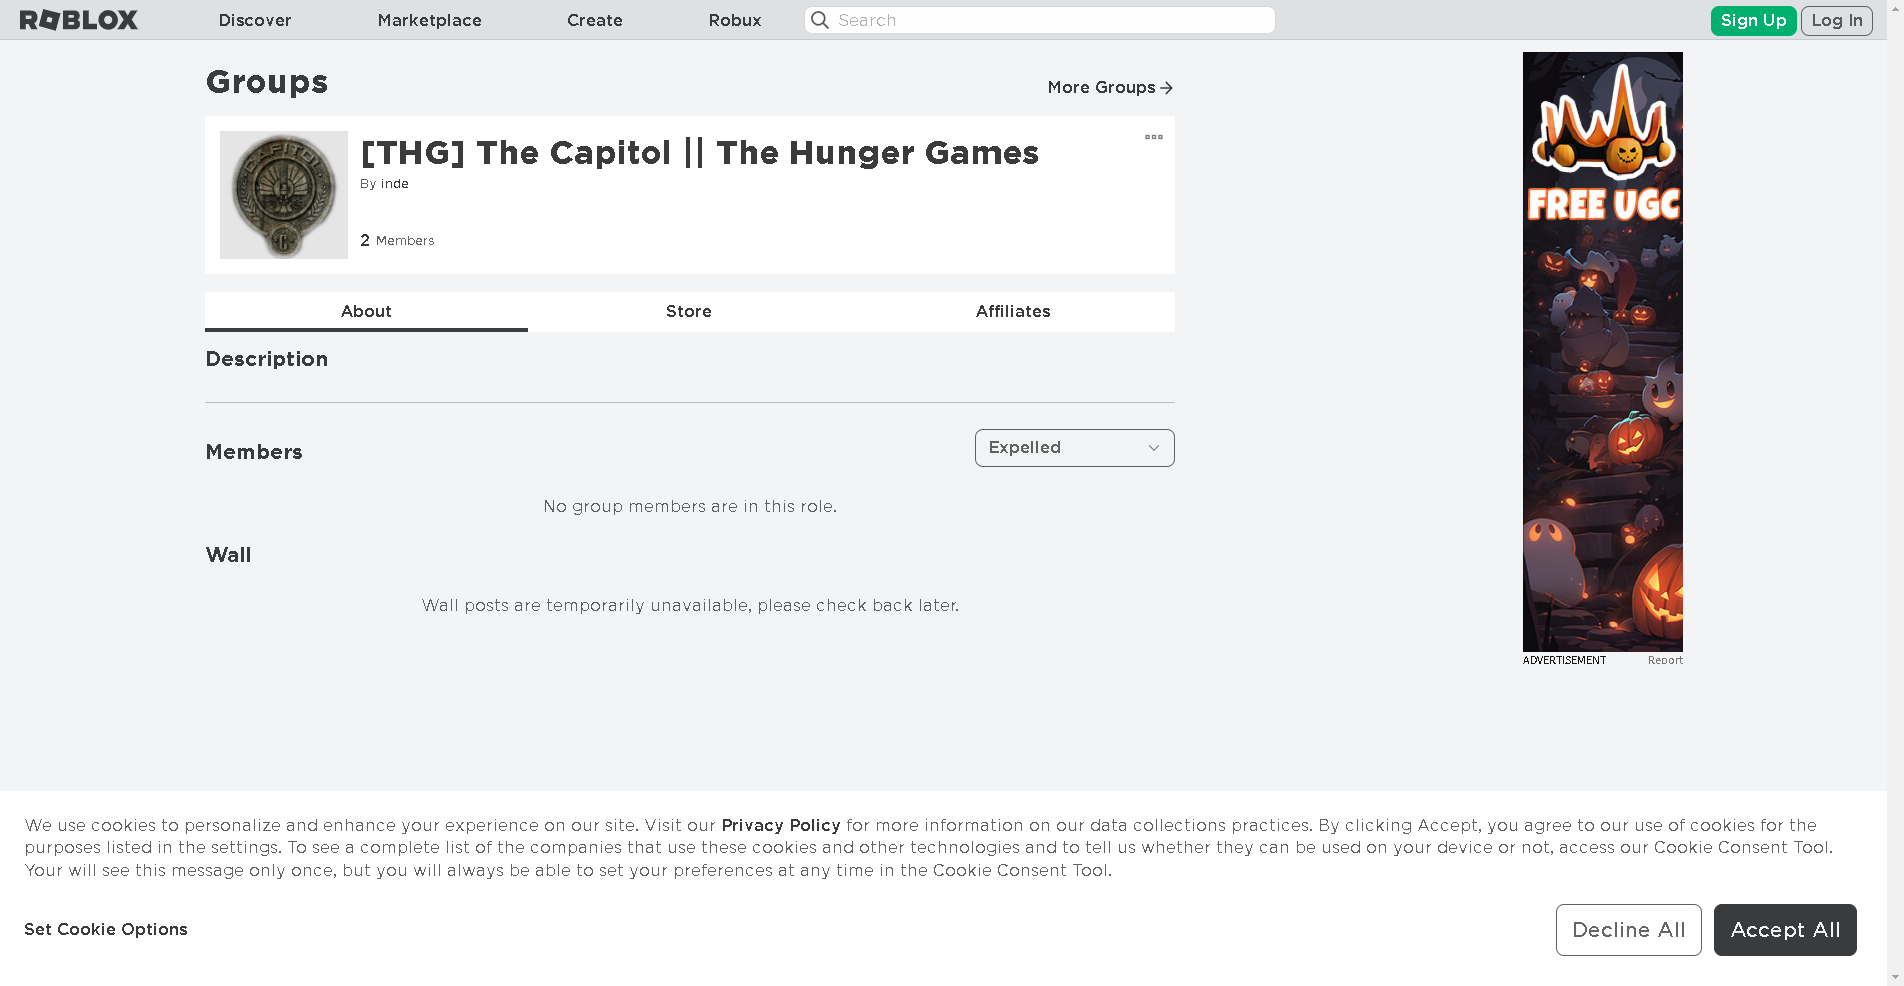 ROBLOX Discover Marketplace Create Robux Search Sign Up Log In
Groups
More Groups
[THG] The Capitol || The Hunger Games
By inde
2 Members
CAPITOL
C
About Store Affiliates
Description
Members
Expelled
No group members are in this role.
Wall
Wall posts are temporarily unavailable, please check back later.
FREE UGC
ADVERTISEMENT Report
We use cookies to personalize and enhance your experience on our site. Visit our Privacy Policy for more information on our data collections practices. By clicking Accept, you agree to our use of cookies for the
purposes listed in the settings. To see a complete list of the companies that use these cookies and other technologies and to tell us whether they can be used on your device or not, access our Cookie Consent Tool.
Your will see this message only once, but you will always be able to set your preferences at any time in the Cookie Consent Tool.
Set Cookie Options
Decline All
Accept All